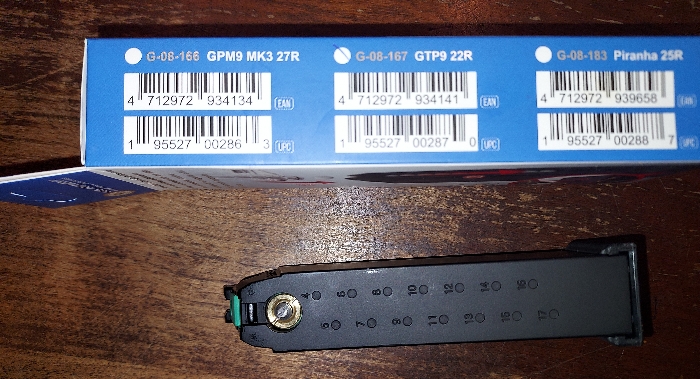 G-08-166 GPM9 MK3 27R
4 712972 934134 EAN
1 95527 00286 3 UPC
G-08-167 GTP9 22R
4 712972 934141 EAN
1 95527 00287 0 UPC
G-08-183 Piranha 25R
4 712972 939658 EAN
1 95527 00288 7 UPC
4 6 8 10 12 14 16
7 9 11 13 15 17